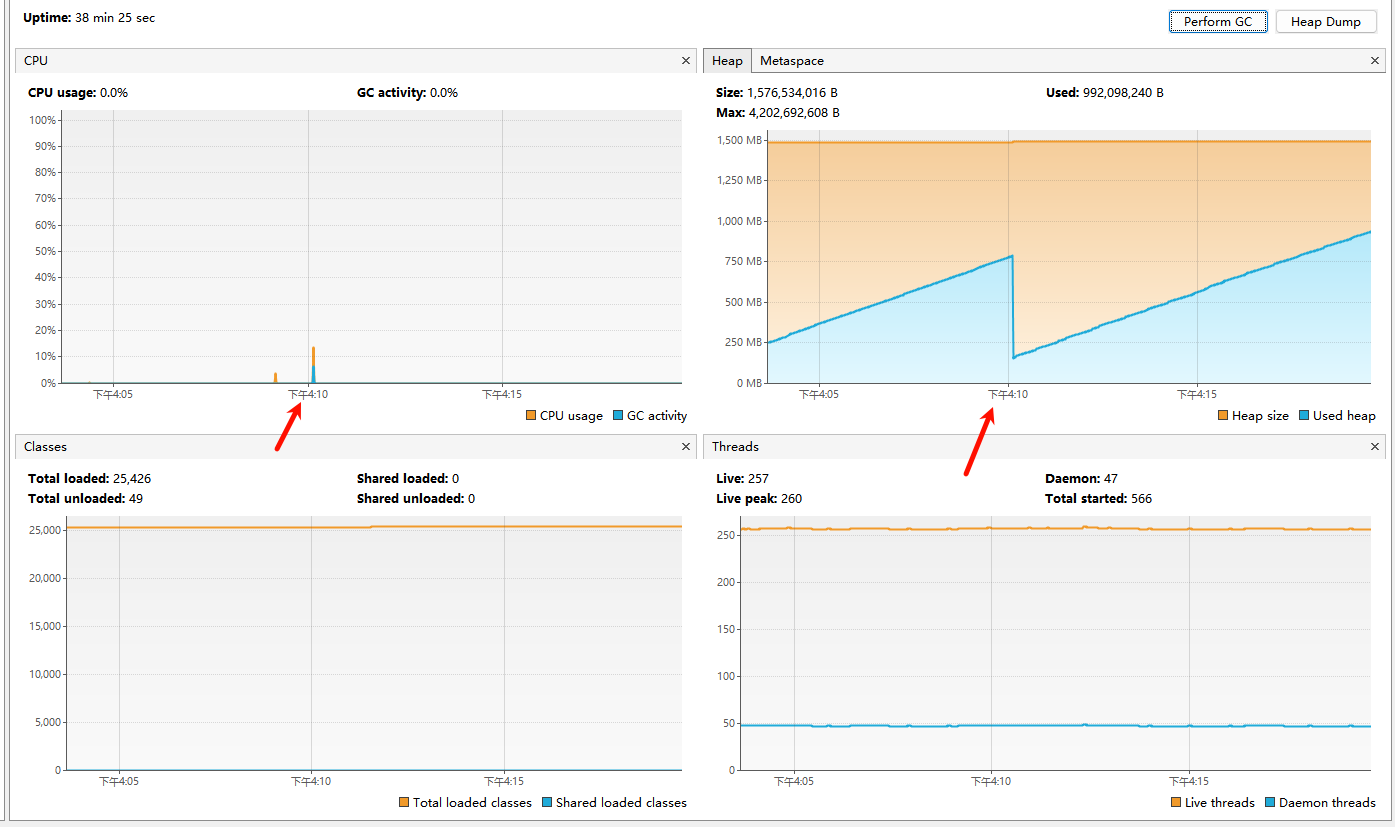 Uptime: 38 min 25 sec
Perform GC
Heap Dump
CPU
×
CPU usage: 0.0%
GC activity: 0.0%
100%
90%
80%
70%
60%
50%
40%
30%
20%
10%
0%
下午4:05
下午4:10
下午4:15
CPU usage
GC activity
Heap
Metaspace
×
Size: 1,576,534,016 B
Used: 992,098,240 B
Max: 4,202,692,608 B
1,500 MB
1,250 MB
1,000 MB
750 MB
500 MB
250 MB
0 MB
下午4:05
下午4:10
下午4:15
Heap size
Used heap
Classes
×
Total loaded: 25,426
Shared loaded: 0
Total unloaded: 49
Shared unloaded: 0
25,000
20,000
15,000
10,000
5,000
0
下午4:05
下午4:10
下午4:15
Total loaded classes
Shared loaded classes
Threads
×
Live: 257
Daemon: 47
Live peak: 260
Total started: 566
250
200
150
100
50
0
下午4:05
下午4:10
下午4:15
Live threads
Daemon threads